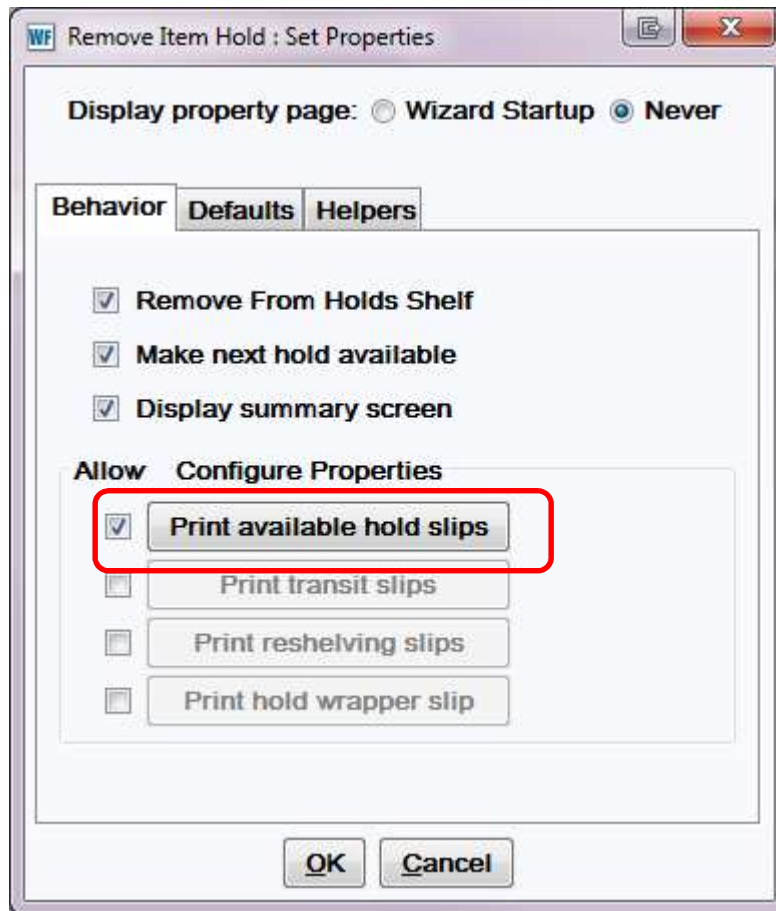 WF Remove Item Hold : Set Properties
Display property page: Wizard Startup Never
Behavior Defaults Helpers
Remove From Holds Shelf
Make next hold available
Display summary screen
Allow Configure Properties
Print available hold slips
Print transit slips
Print reshelving slips
Print hold wrapper slip
OK Cancel